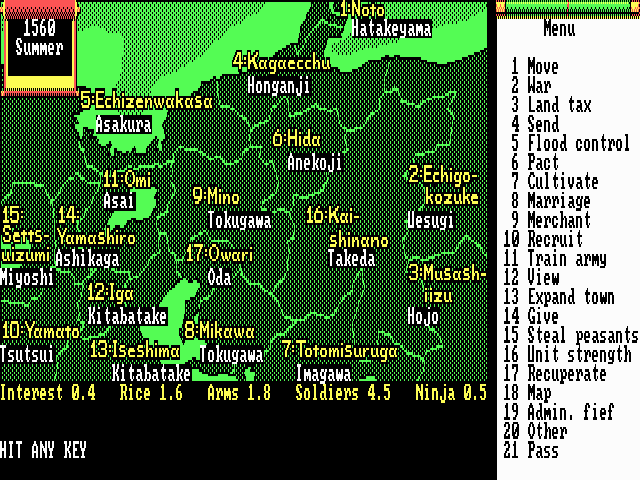 1560
Summer
1:Noto
Hatakeyama
4:Kagaecchu
Honganji
5:Echizenwakasa
Asakura
6:Hida
Anekoji
11:Omi
Asai
2:Echigo-
kozuke
Uesugi
9:Mino
Tokugawa
16:Kai-
shinano
Takeda
15:
Setts-
uizumi
Miyoshi
14:
Yamashiro
Ashikaga
17:Owari
Oda
3:Musash-
iizu
Hojo
12:Iga
Kitabatake
10:Yamato
Tsutsui
8:Mikawa
Tokugawa
13:Iseshima
Kitabatake
7:Totomisuruga
Imagawa
Interest 0.4 Rice 1.6 Arms 1.8 Soldiers 4.5 Ninja 0.5
HIT ANY KEY
Menu
1 Move
2 War
3 Land tax
4 Send
5 Flood control
6 Pact
7 Cultivate
8 Marriage
9 Merchant
10 Recruit
11 Train army
12 View
13 Expand town
14 Give
15 Steal peasants
16 Unit strength
17 Recuperate
18 Map
19 Admin. fief
20 Other
21 Pass